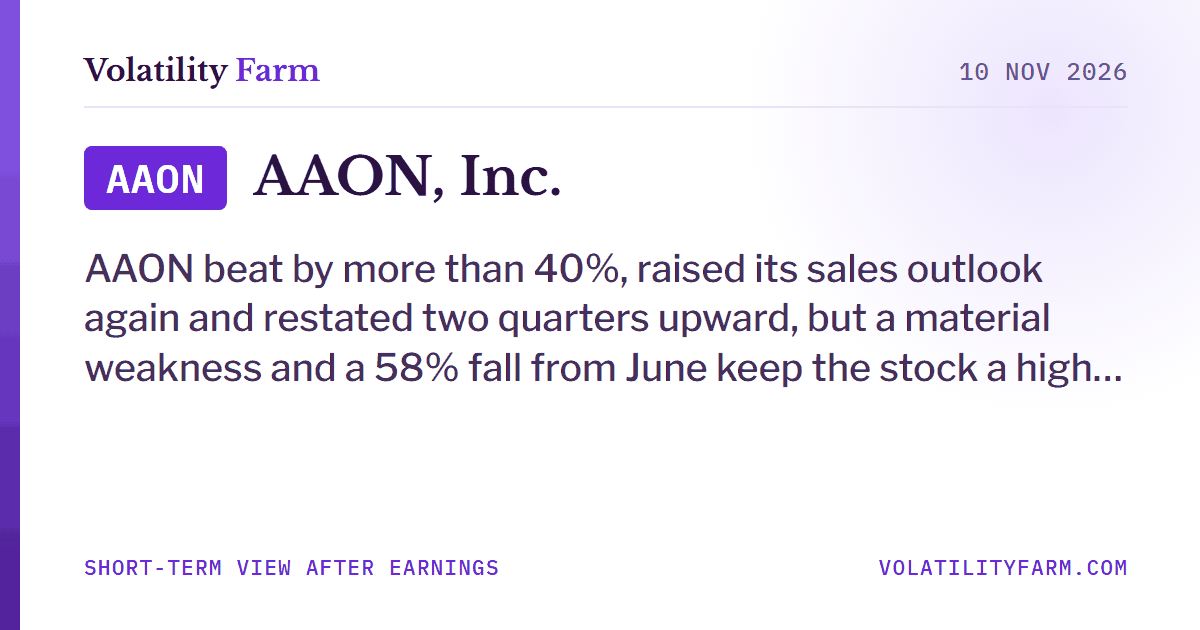 Volatility Farm
10 NOV 2026
AAON
AAON, Inc.
AAON beat by more than 40%, raised its sales outlook
again and restated two quarters upward, but a material
weakness and a 58% fall from June keep the stock a high…
SHORT-TERM VIEW AFTER EARNINGS
VOLATILITYFARM.COM